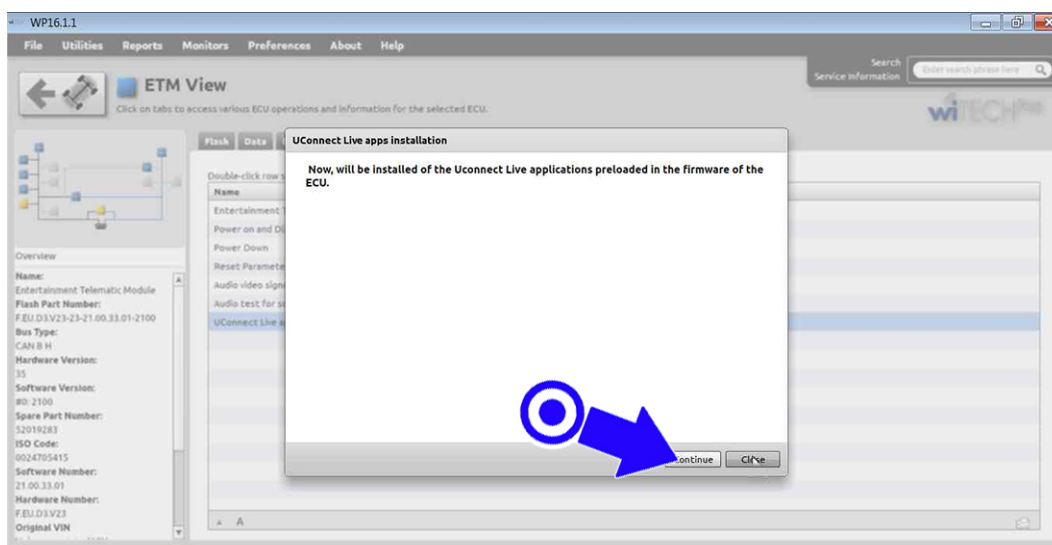 WP16.1.1
File Utilities Reports Monitors Preferences About Help
Search
Service Information
Enter search phrase here
ETM View
Click on tabs to access various ECU operations and information for the selected ECU.
wiTECH
Flash Data
UConnect Live apps installation
Now, will be installed of the Uconnect Live applications preloaded in the firmware of the
ECU.
Double-click row
Name
Entertainment
Power on and
Power Down
Reset
Audio video
Audio test for
UConnect Live
Overview
Name:
Entertainment Telematic Module
Flash Part Number:
F.EU.D3.V23-23-21.00.33.01-2100
Bus Type:
CAN B H
Hardware Version:
35
Software Version:
#0: 2100
Spare Part Number:
52019283
ISO Code:
0024705415
Software Number:
21.00.33.01
Hardware Number:
F.EU.D3.V23
Original VIN
Continue Close
A A